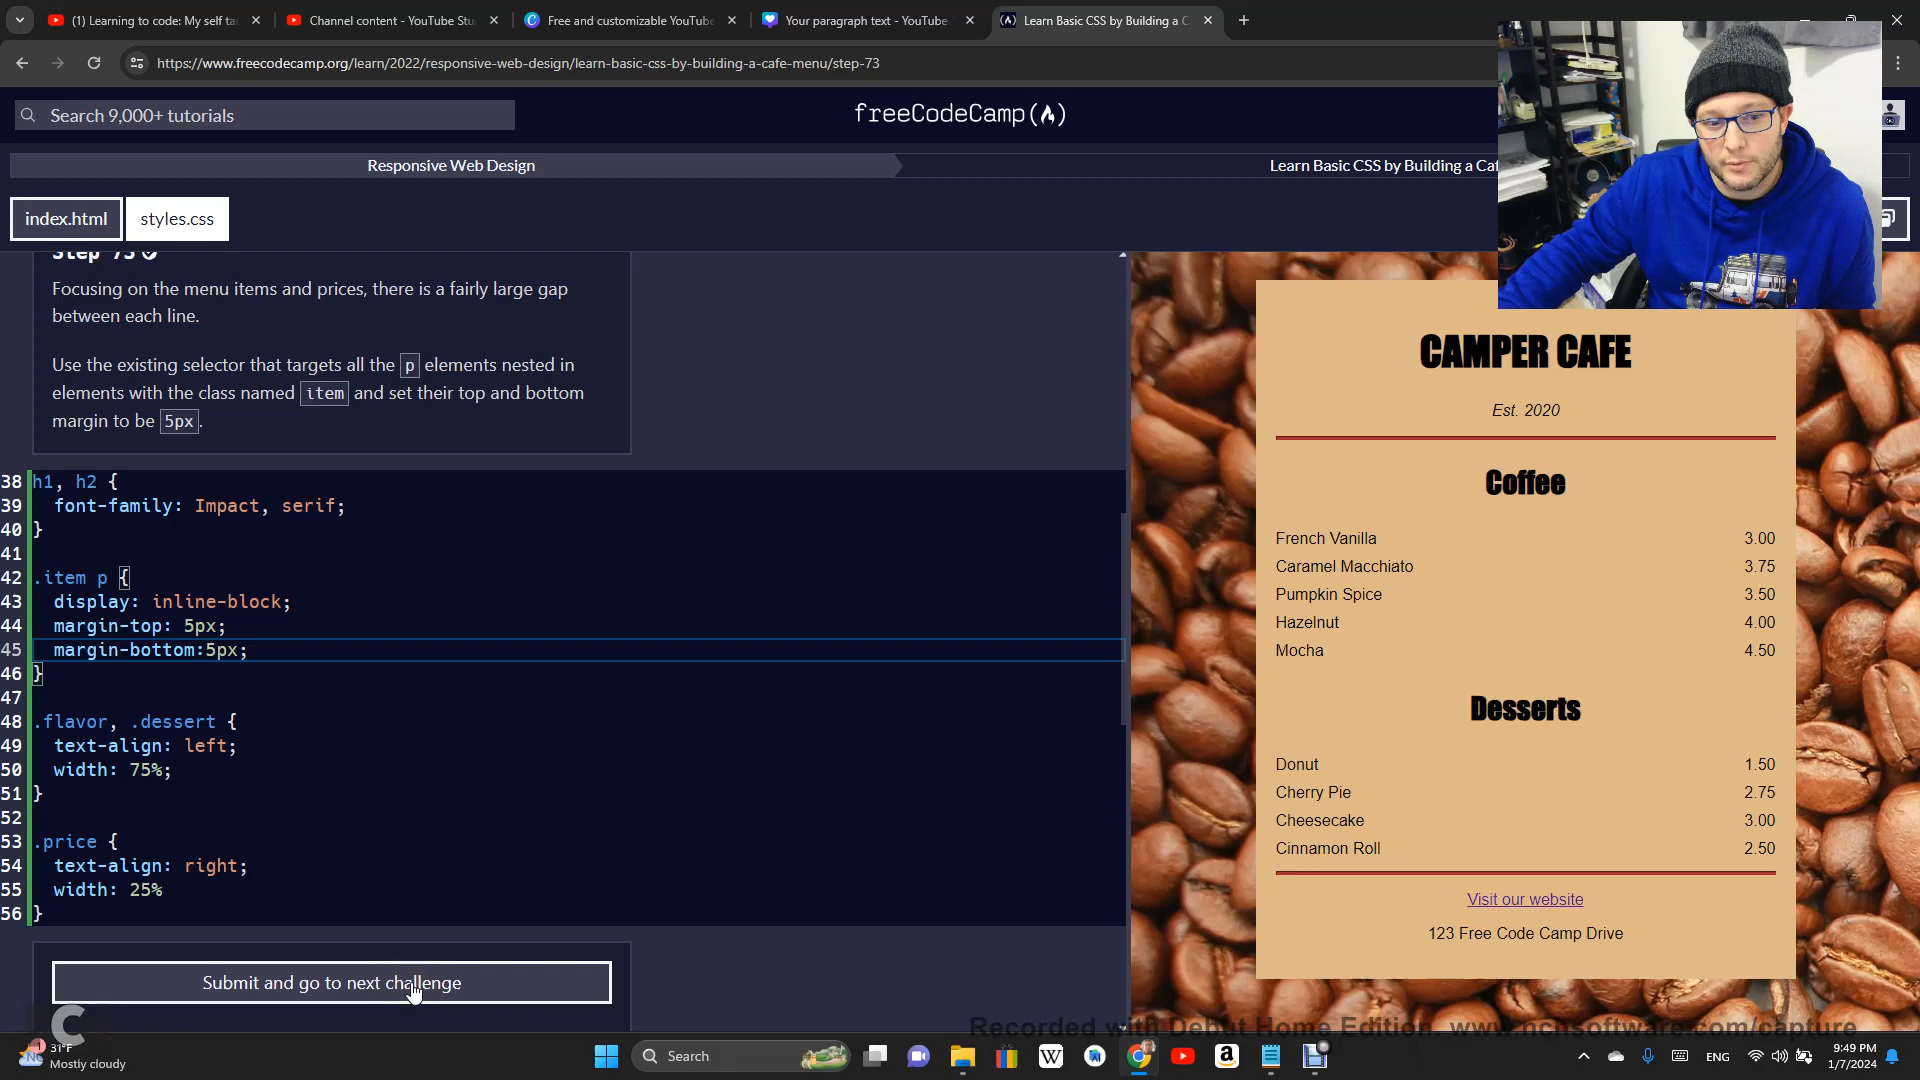 (1) Learning to code: My self ta
Channel content - YouTube Stu
Free and customizable YouTube
Your paragraph text - YouTube
Learn Basic CSS by Building a C
https://www.freecodecamp.org/learn/2022/responsive-web-design/learn-basic-css-by-building-a-cafe-menu/step-73
Search 9,000+ tutorials
freeCodeCamp
Responsive Web Design
Learn Basic CSS by Building a Caf
index.html
styles.css
Step 73
Focusing on the menu items and prices, there is a fairly large gap
between each line.
Use the existing selector that targets all the p elements nested in
elements with the class named item and set their top and bottom
margin to be 5px.
38 h1, h2 {
39 font-family: Impact, serif;
40 }
41
42 .item p {
43 display: inline-block;
44 margin-top: 5px;
45 margin-bottom:5px;
46 }
47
48 .flavor, .dessert {
49 text-align: left;
50 width: 75%;
51 }
52
53 .price {
54 text-align: right;
55 width: 25%
56 }
Submit and go to next challenge
CAMPER CAFE
Est. 2020
Coffee
French Vanilla 3.00
Caramel Macchiato 3.75
Pumpkin Spice 3.50
Hazelnut 4.00
Mocha 4.50
Desserts
Donut 1.50
Cherry Pie 2.75
Cheesecake 3.00
Cinnamon Roll 2.50
Visit our website
123 Free Code Camp Drive
Recorded with Debut Home Edition. www.nchsoftware.com/capture
31°F
Mostly cloudy
Search
W
ENG
9:49 PM
1/7/2024